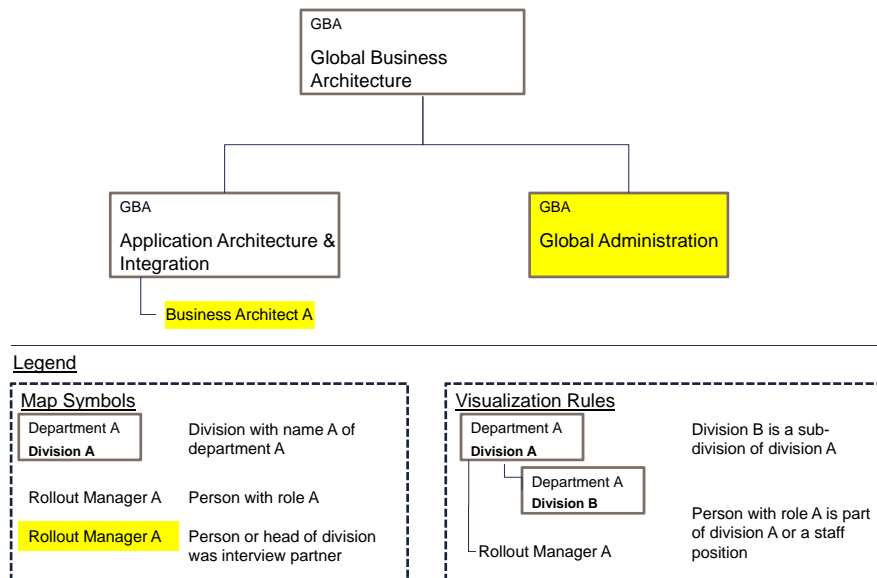 GBA
Global Business
Architecture
GBA
Application Architecture &
Integration
GBA
Global Administration
Business Architect A
Legend
Map Symbols
Department A
Division A
Division with name A of
department A
Rollout Manager A
Person with role A
Rollout Manager A
Person or head of division
was interview partner
Visualization Rules
Department A
Division A
Department A
Division B
Rollout Manager A
Division B is a sub-
division of division A
Person with role A is part
of division A or a staff
position